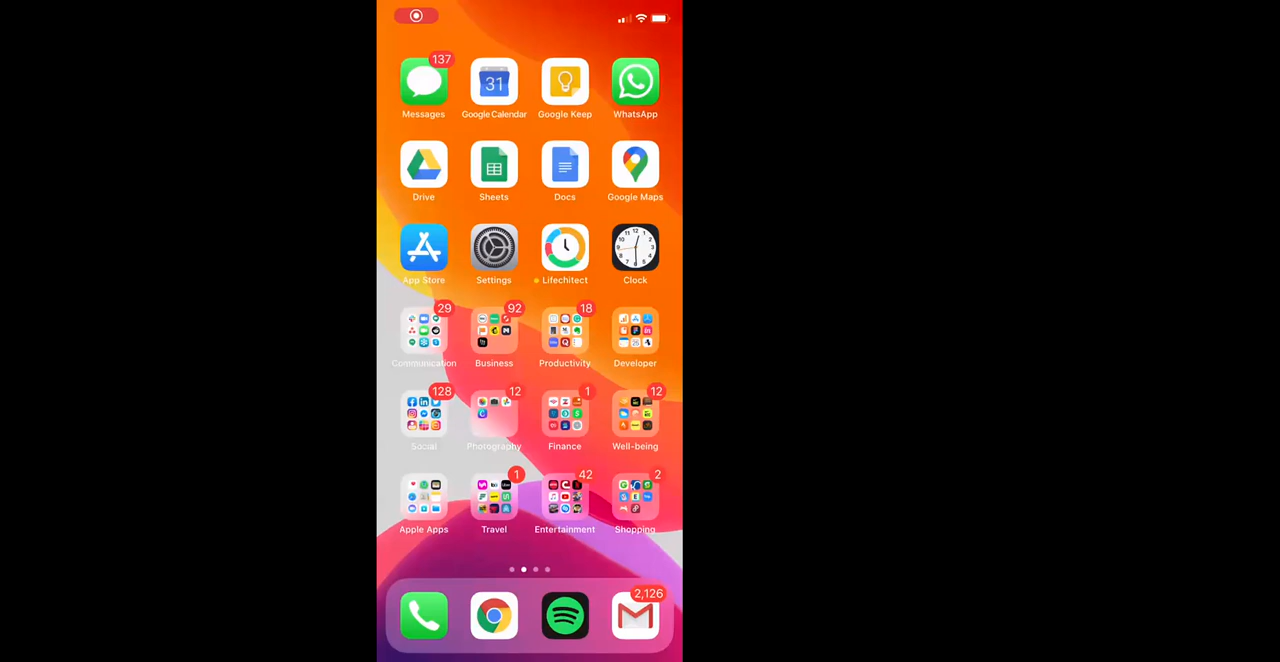 137
31
Messages Google Calendar Google Keep WhatsApp
Drive Sheets Docs Google Maps
12
App Store Settings Lifechitect Clock
29 92 18
Communication Business Productivity Developer
128 12 1 12
Social Photography Finance Well-being
1 42 2
Apple Apps Travel Entertainment Shopping
2,126